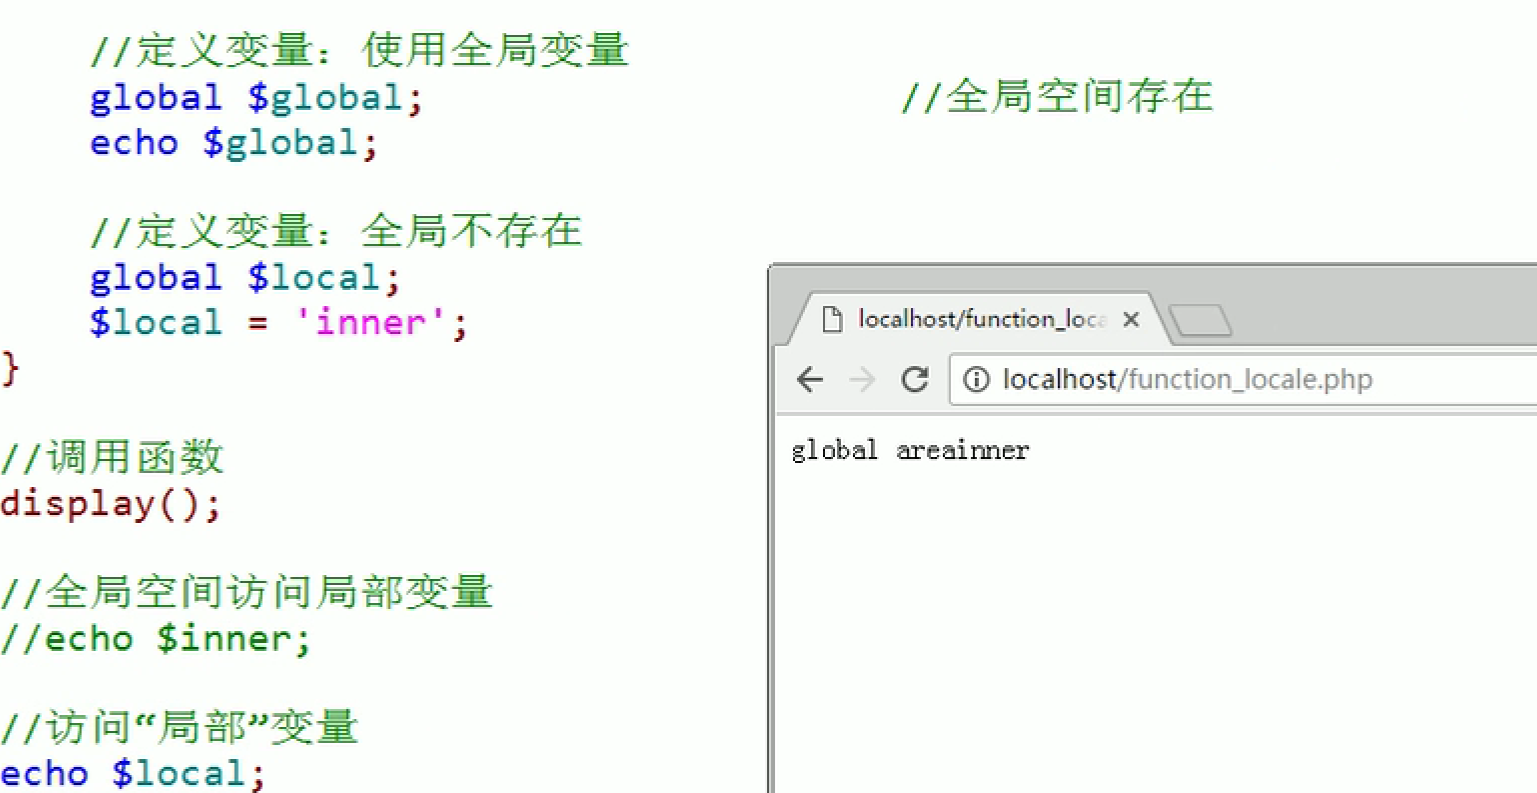 //定义变量：使用全局变量
global $global; //全局空间存在
echo $global;
//定义变量：全局不存在
global $local;
$local = 'inner';
}
//调用函数
display();
//全局空间访问局部变量
//echo $inner;
//访问“局部”变量
echo $local;
localhost/function_loca
localhost/function_locale.php
global areainner